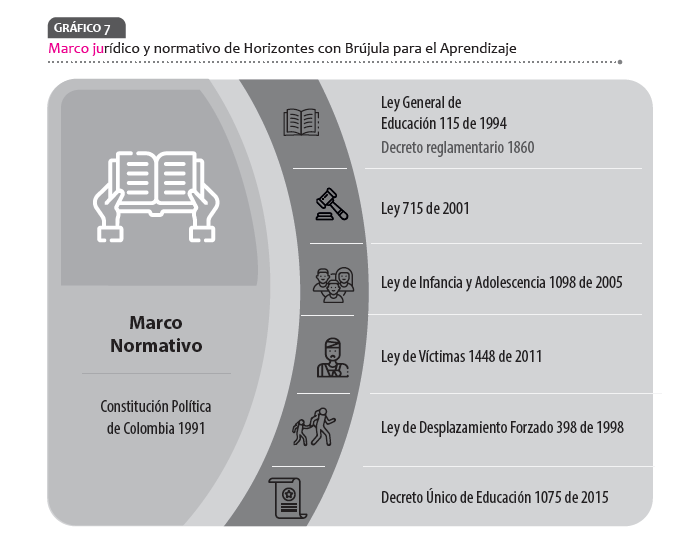 GRÁFICO 7
Marco jurídico y normativo de Horizontes con Brújula para el Aprendizaje
Marco
Normativo
Constitución Política
de Colombia 1991
Ley General de
Educación 115 de 1994
Decreto reglamentario 1860
Ley 715 de 2001
Ley de Infancia y Adolescencia 1098 de 2005
Ley de Víctimas 1448 de 2011
Ley de Desplazamiento Forzado 398 de 1998
Decreto Único de Educación 1075 de 2015